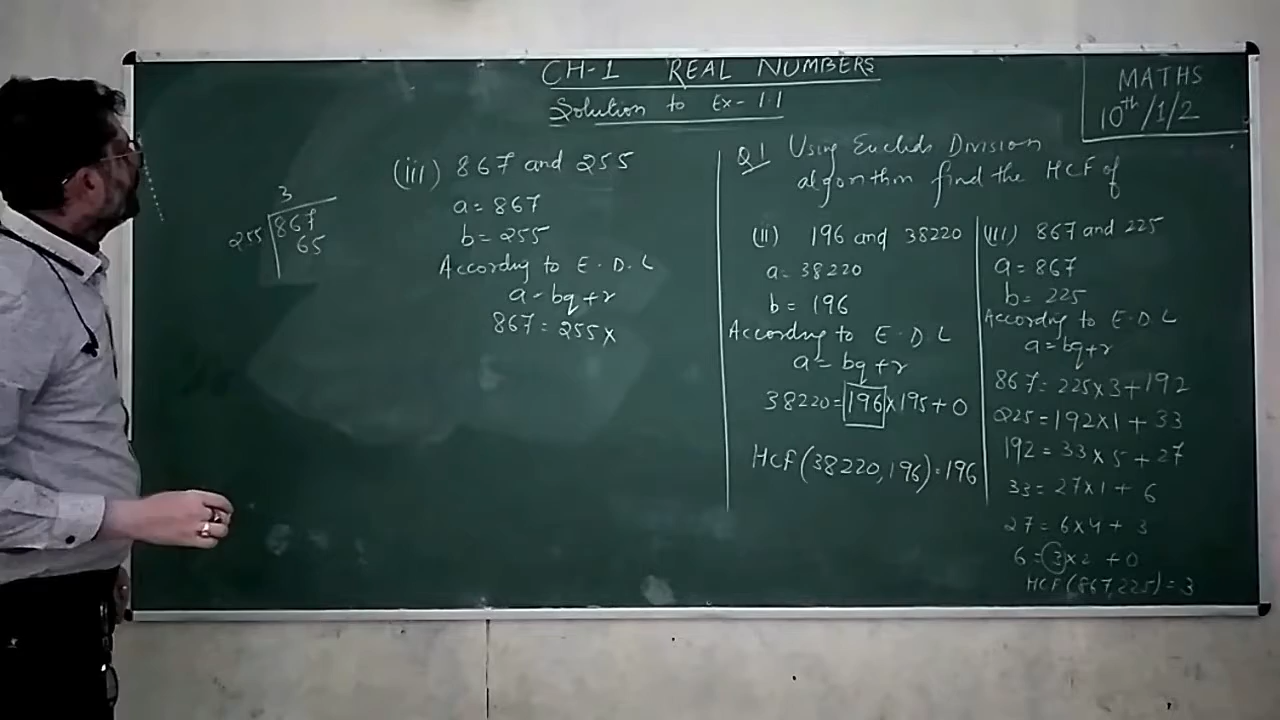 CH-1 REAL NUMBERS
Solution to Ex-1.1
MATHS
10th/1/2
3
255 867
65
(iii) 867 and 255
a = 867
b = 255
According to E.D.L
a = bq + r
867 = 255 ×
Q1 Using Euclids Division
algorithm find the HCF of
(ii) 196 and 38220
a = 38220
b = 196
According to E.D.L
a = bq + r
38220 = 196 × 195 + 0
HCF (38220, 196) = 196
(iii) 867 and 225
a = 867
b = 225
According to E.D.L
a = bq + r
867 = 225 × 3 + 192
225 = 192 × 1 + 33
192 = 33 × 5 + 27
33 = 27 × 1 + 6
27 = 6 × 4 + 3
6 = 3 × 2 + 0
HCF (867, 225) = 3